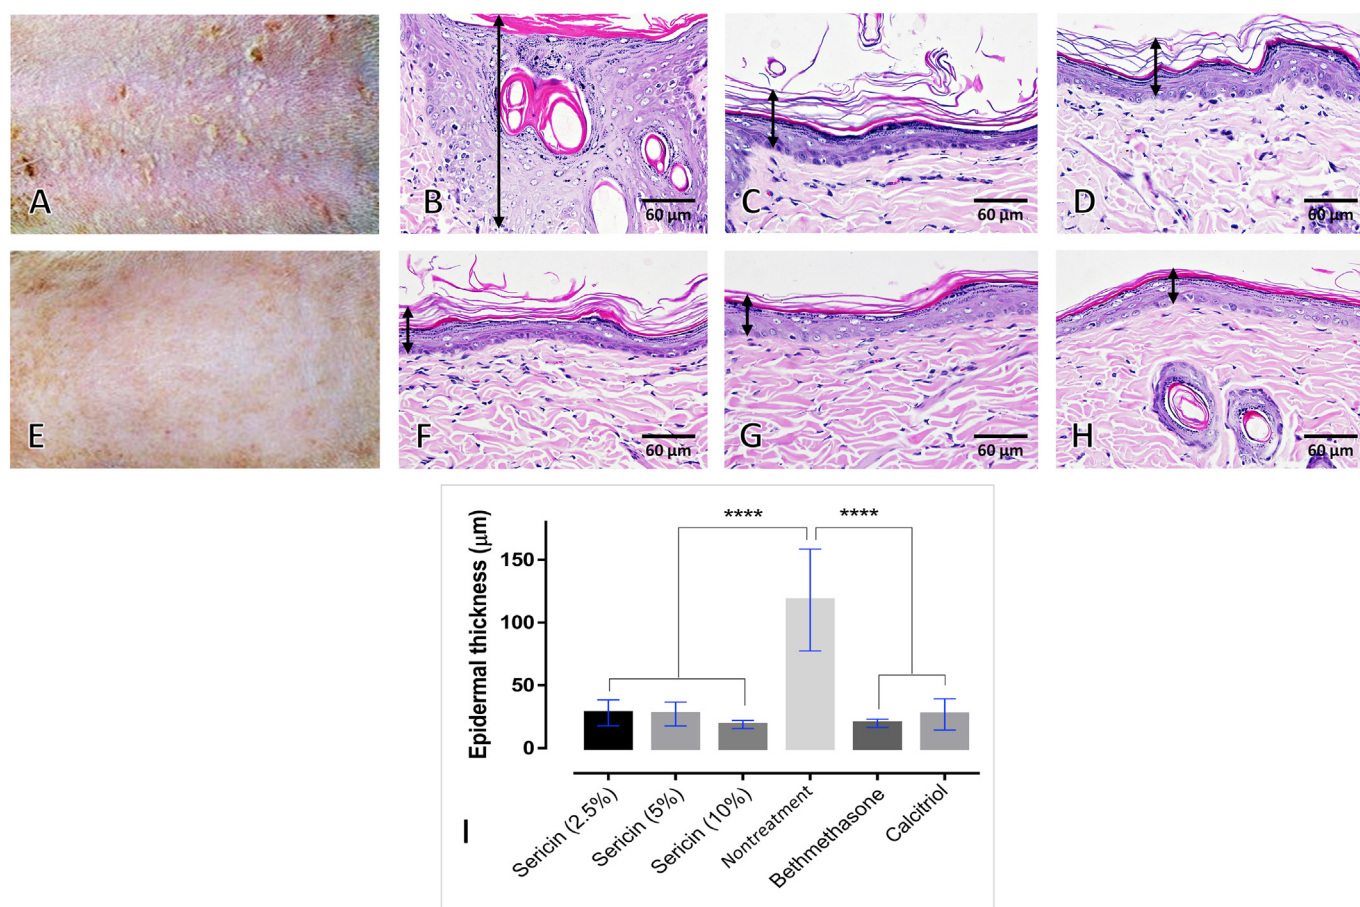 A
B
60 µm
C
60 µm
D
60 µm
E
F
60 µm
G
60 µm
H
60 µm
**** ****
Epidermal thickness (µm)
150
100
50
0
Sericin (2.5%)
Sericin (5%)
Sericin (10%)
Nontreatment
Bethmethasone
Calcitriol
I